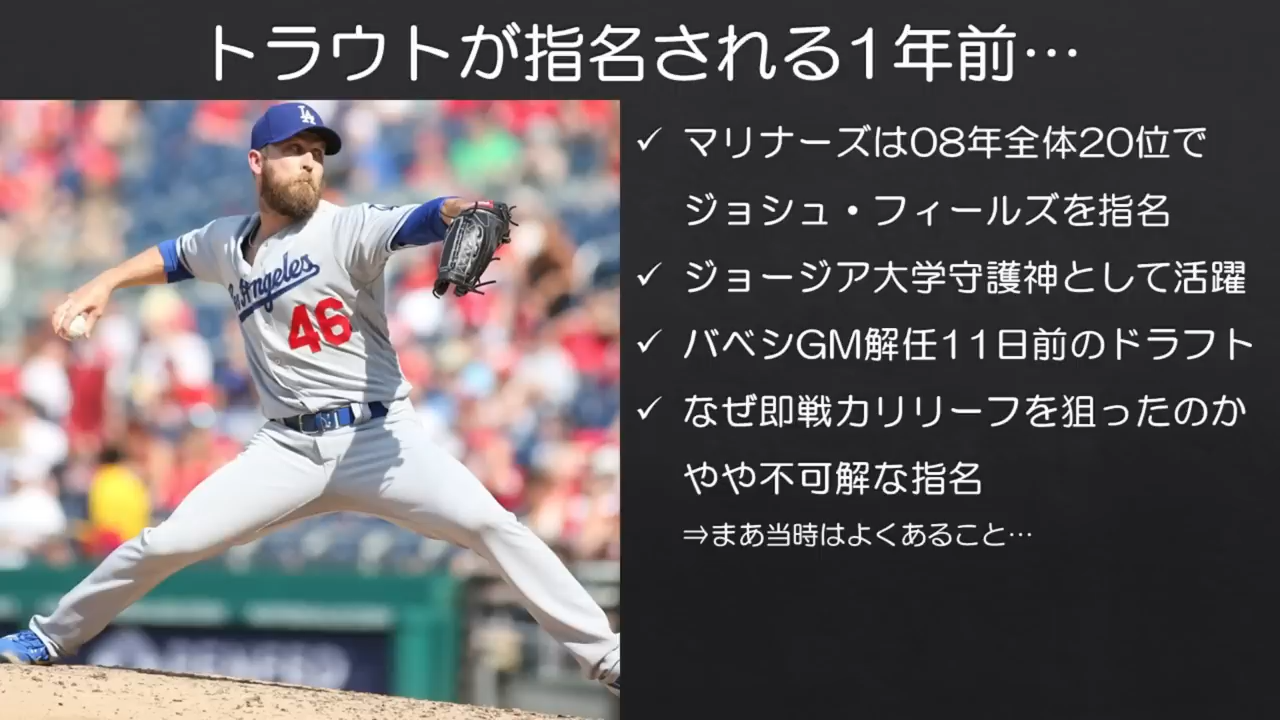 トラウトが指名される1年前…
✓ マリナーズは08年全体20位で
ジョシュ・フィールズを指名
✓ ジョージア大学守護神として活躍
✓ バベシGM解任11日前のドラフト
✓ なぜ即戦力リリーフを狙ったのか
やや不可解な指名
⇒まあ当時はよくあること…
LA
Los Angeles
46